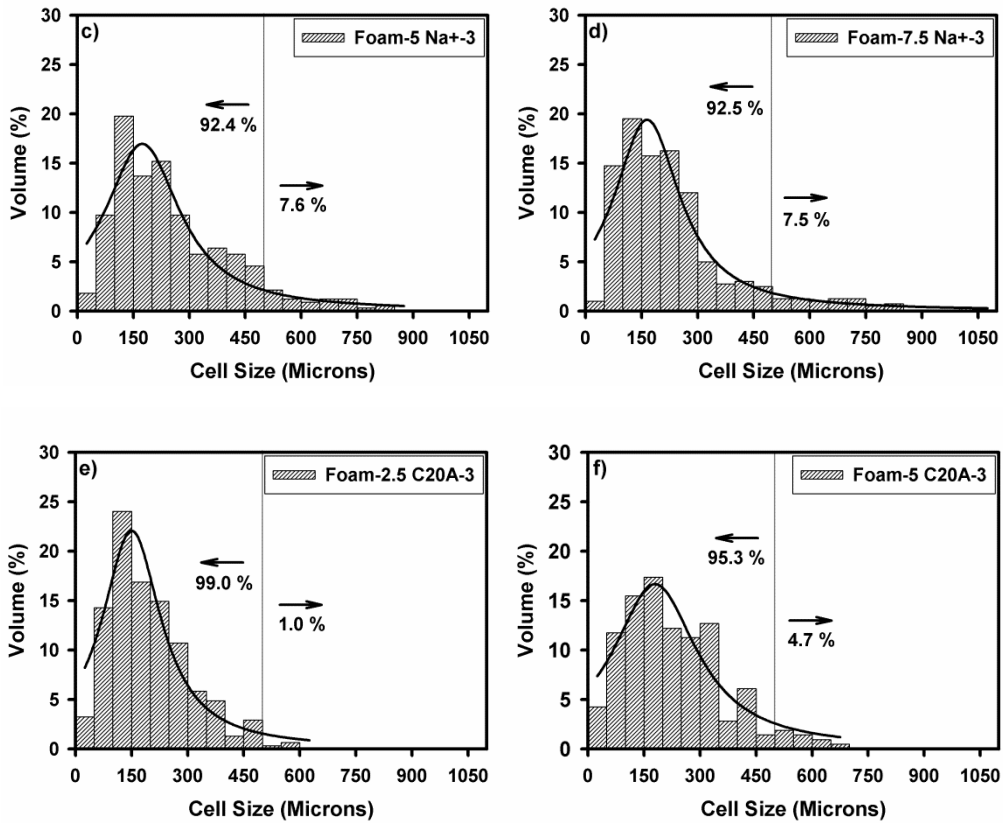 c)
Foam-5 Na+-3
30
25
20
15
10
5
0
Volume (%)
92.4 %
7.6 %
0 150 300 450 600 750 900 1050
Cell Size (Microns)
d)
Foam-7.5 Na+-3
30
25
20
15
10
5
0
Volume (%)
92.5 %
7.5 %
0 150 300 450 600 750 900 1050
Cell Size (Microns)
e)
Foam-2.5 C20A-3
30
25
20
15
10
5
0
Volume (%)
99.0 %
1.0 %
0 150 300 450 600 750 900 1050
Cell Size (Microns)
f)
Foam-5 C20A-3
30
25
20
15
10
5
0
Volume (%)
95.3 %
4.7 %
0 150 300 450 600 750 900 1050
Cell Size (Microns)